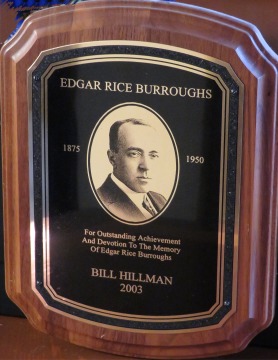 EDGAR RICE BURROUGHS
1875
1950
For Outstanding Achievement
And Devotion To The Memory
Of Edgar Rice Burroughs
BILL HILLMAN
2003